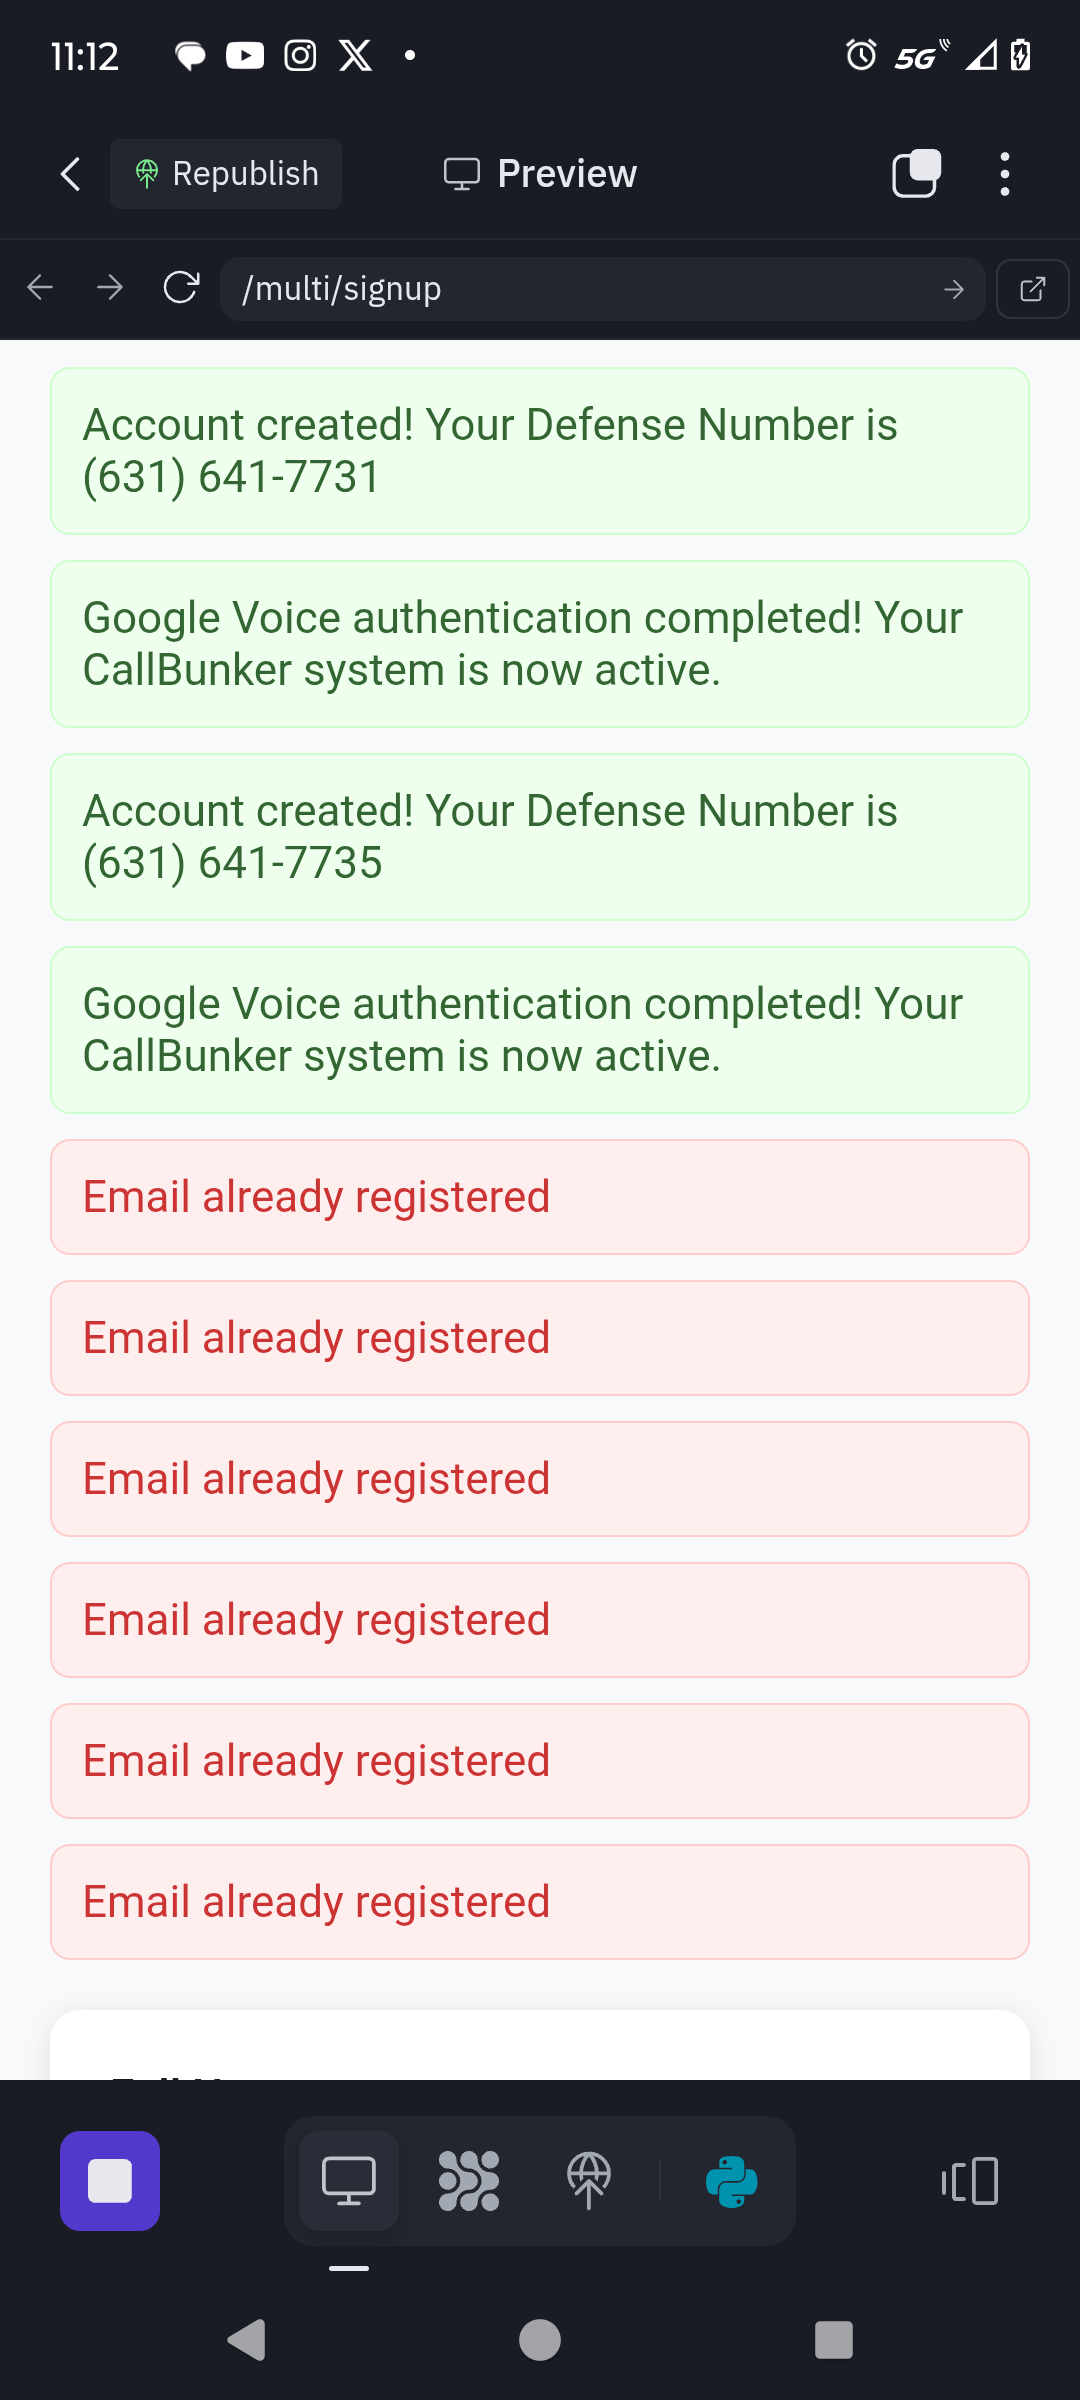 11:12
5G
Republish
Preview
/multi/signup
Account created! Your Defense Number is
(631) 641-7731
Google Voice authentication completed! Your
CallBunker system is now active.
Account created! Your Defense Number is
(631) 641-7735
Google Voice authentication completed! Your
CallBunker system is now active.
Email already registered
Email already registered
Email already registered
Email already registered
Email already registered
Email already registered